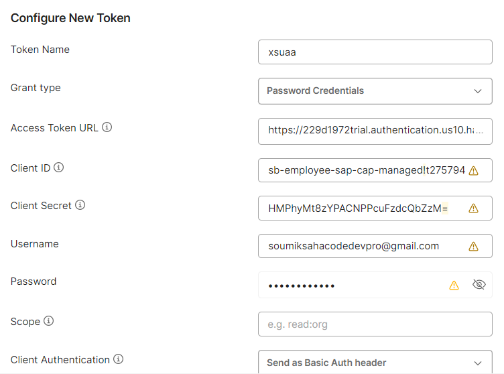 Configure New Token
Token Name
xsuaa
Grant type
Password Credentials
Access Token URL
https://229d1972trial.authentication.us10.ha...
Client ID
sb-employee-sap-cap-managed!t275794
Client Secret
HMPhyMt8zYPACNPPcuFzdcQbZzM=
Username
soumiksahacodedevpro@gmail.com
Password
••••••••••••
Scope
e.g. read:org
Client Authentication
Send as Basic Auth header